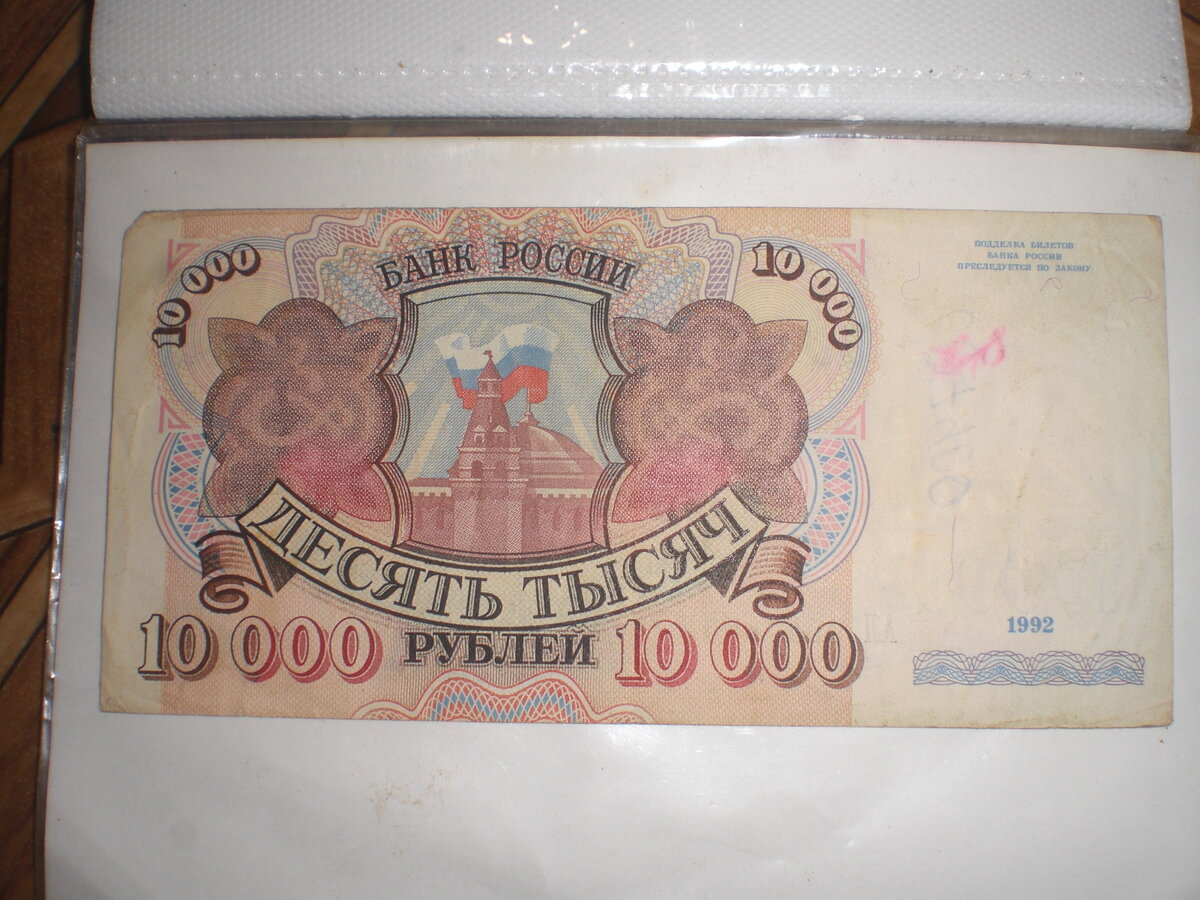 10 000
БАНК РОССИИ
10 000
ПОДДЕЛКА БИЛЕТОВ
БАНКА РОССИИ
ПРЕСЛЕДУЕТСЯ ПО ЗАКОНУ
ДЕСЯТЬ ТЫСЯЧ
10 000 РУБЛЕЙ 10 000
1992